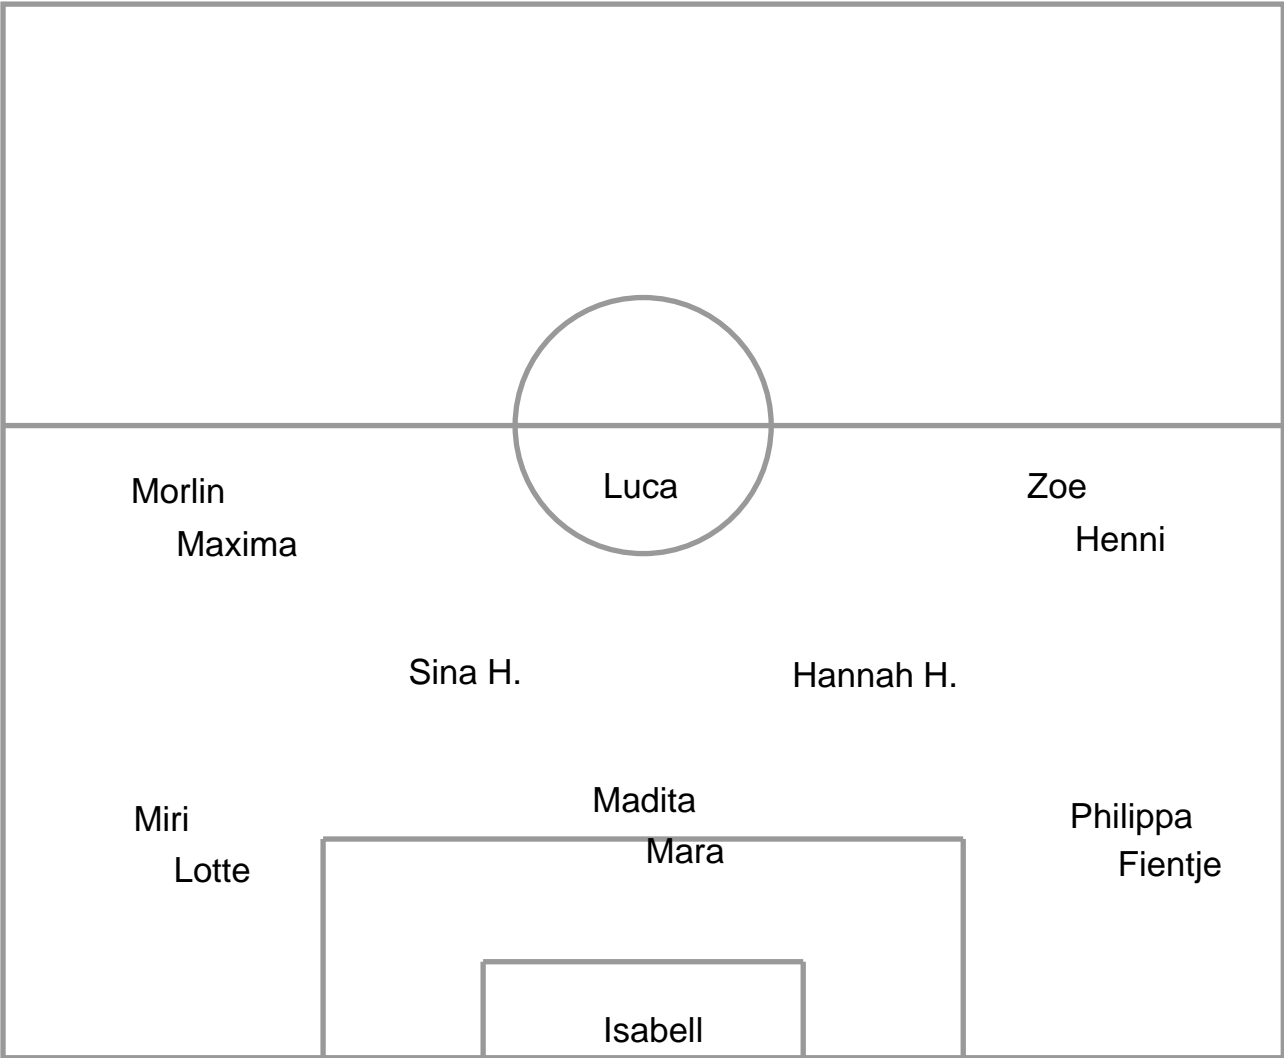 Morlin
Luca
Zoe
Maxima
Henni
Sina H.
Hannah H.
Miri
Madita
Philippa
Lotte
Mara
Fientje
Isabell